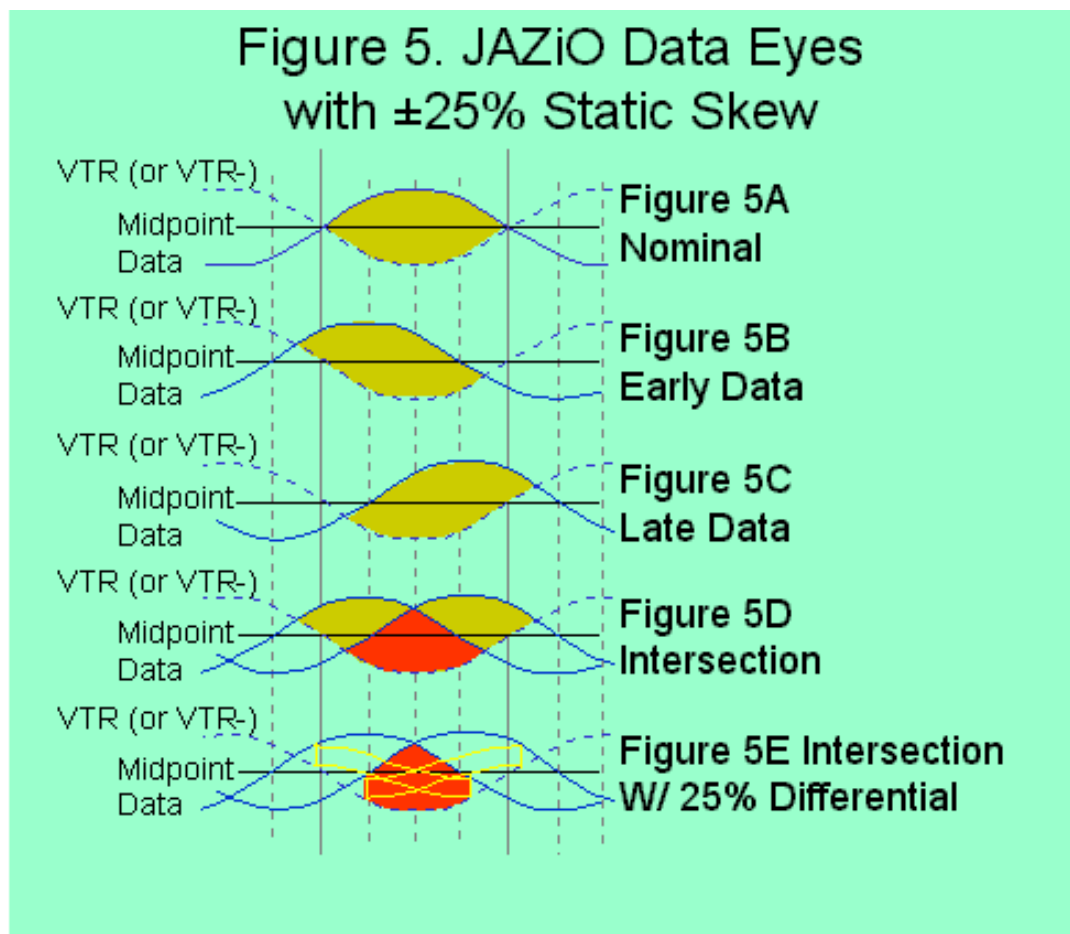 Figure 5. JAZiO Data Eyes
with ±25% Static Skew
VTR (or VTR-)
Midpoint
Data
Figure 5A
Nominal
VTR (or VTR-)
Midpoint
Data
Figure 5B
Early Data
VTR (or VTR-)
Midpoint
Data
Figure 5C
Late Data
VTR (or VTR-)
Midpoint
Data
Figure 5D
Intersection
VTR (or VTR-)
Midpoint
Data
Figure 5E Intersection
W/ 25% Differential